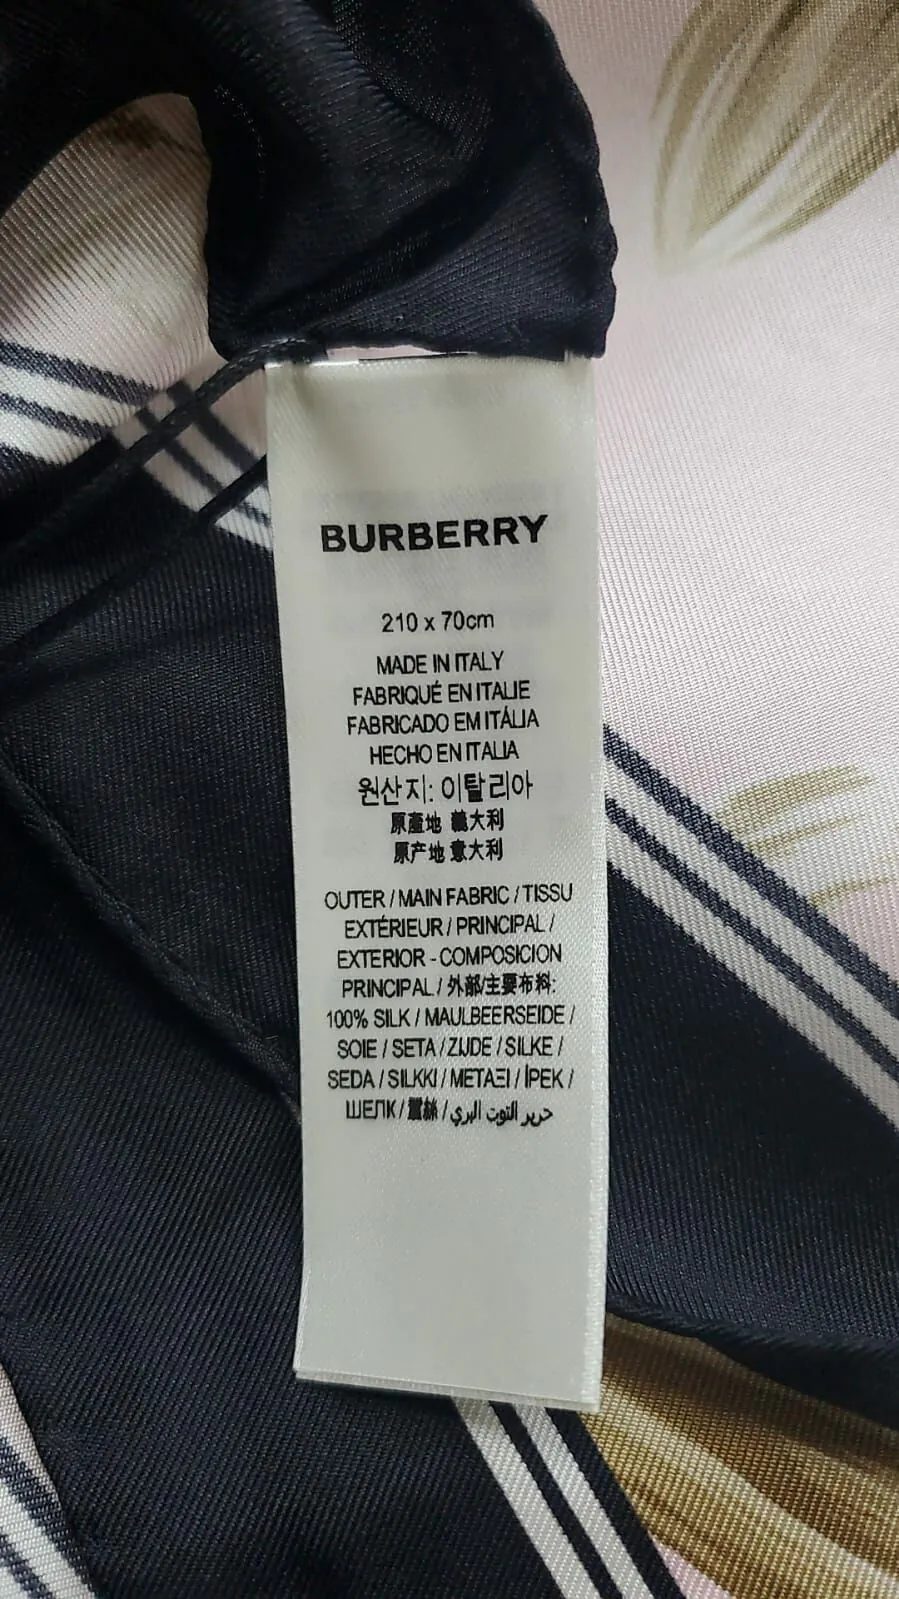 BURBERRY
210 x 70cm
MADE IN ITALY
FABRIQUÉ EN ITALIE
FABRICADO EM ITÁLIA
HECHO EN ITALIA
원산지: 이탈리아
原產地 義大利
原产地 意大利
OUTER / MAIN FABRIC / TISSU
EXTÉRIEUR / PRINCIPAL /
EXTERIOR - COMPOSICION
PRINCIPAL / 外部/主要布料:
100% SILK / MAULBEERSEIDE /
SOIE / SETA / ZIJDE / SILKE /
SEDA / SILKKI / ΜΕΤΑΞΙ / İPEK /
ШЕЛК / 蠶絲 / حرير التوت البري